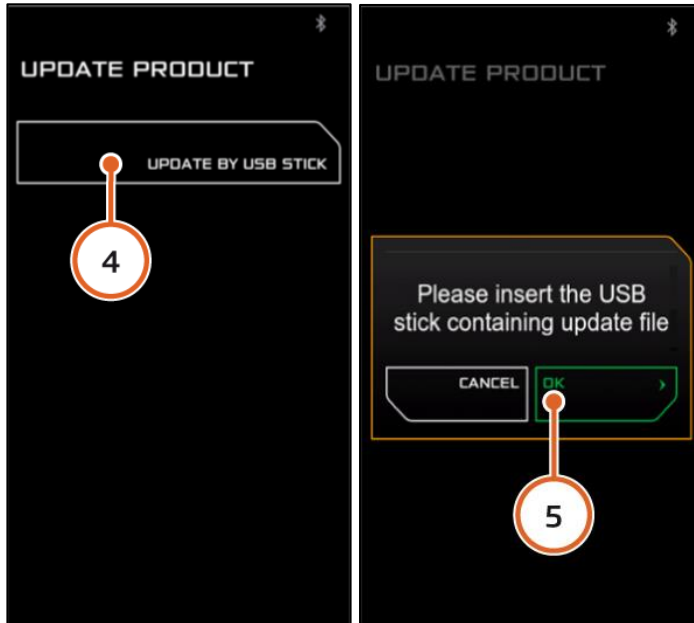 UPDATE PRODUCT
UPDATE BY USB STICK
4
UPDATE PRODUCT
Please insert the USB
stick containing update file
CANCEL
OK
5